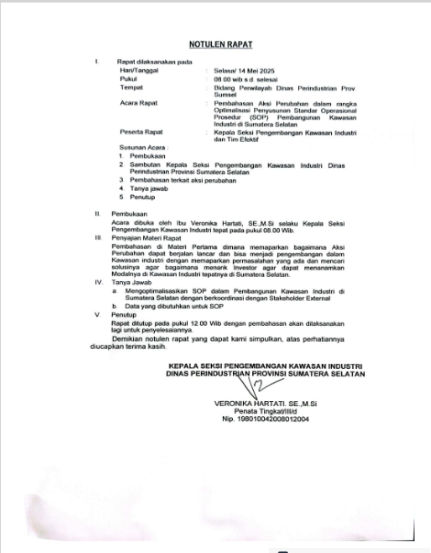 NOTULEN RAPAT
I. Rapat dilaksanakan pada
Hari/Tanggal : Selasa/ 14 Mei 2025
Pukul : 08.00 wib s.d. selesai
Tempat : Bidang Perwilayah Dinas Perindustrian Prov. Sumsel
Acara Rapat : Pembahasan Aksi Perubahan dalam rangka
Optimalisasi Penyusunan Standar Operasional
Prosedur (SOP) Pembangunan Kawasan
Industri di Sumatera Selatan
Peserta Rapat : Kepala Seksi Pengembangan Kawasan Industri
dan Tim Efektif
Susunan Acara :
1. Pembukaan
2. Sambutan Kepala Seksi Pengembangan Kawasan Industri Dinas
Perindustrian Provinsi Sumatera Selatan
3. Pembahasan terkait aksi perubahan
4. Tanya jawab
5. Penutup
II. Pembukaan
Acara dibuka oleh Ibu Veronika Hartati, SE.,M.Si selaku Kepala Seksi
Pengembangan Kawasan Industri tepat pada pukul 08.00 Wib.
III. Penyiapan Materi Rapat
Pembahasan di Materi Pertama dimana memaparkan bagaimana Aksi
Perubahan dapat berjalan lancar dan bisa menjadi pengembangan dalam
Kawasan industri dengan memaparkan permasalahan yang ada dan mencari
solusinya agar bagaimana menarik Investor agar dapat menanamkan
Modalnya di Kawasan Industri tepatnya di Sumatera Selatan.
IV. Tanya Jawab
a. Mengoptimalisasikan SOP dalam Pembangunan Kawasan Industri di
Sumatera Selatan dengan berkoordinasi dengan Stakeholder External
b. Data yang dibutuhkan untuk SOP
V. Penutup
Rapat ditutup pada pukul 12.00 Wib dengan pembahasan akan dilaksanakan
lagi untuk penyelesaiannya.
Demikian notulen rapat yang dapat kami simpulkan, atas perhatiannya
diucapkan terima kasih.
KEPALA SEKSI PENGEMBANGAN KAWASAN INDUSTRI
DINAS PERINDUSTRIAN PROVINSI SUMATERA SELATAN
VERONIKA HARTATI. SE.,M.Si
Penata Tingkat/III/d
Nip. 198010042008012004